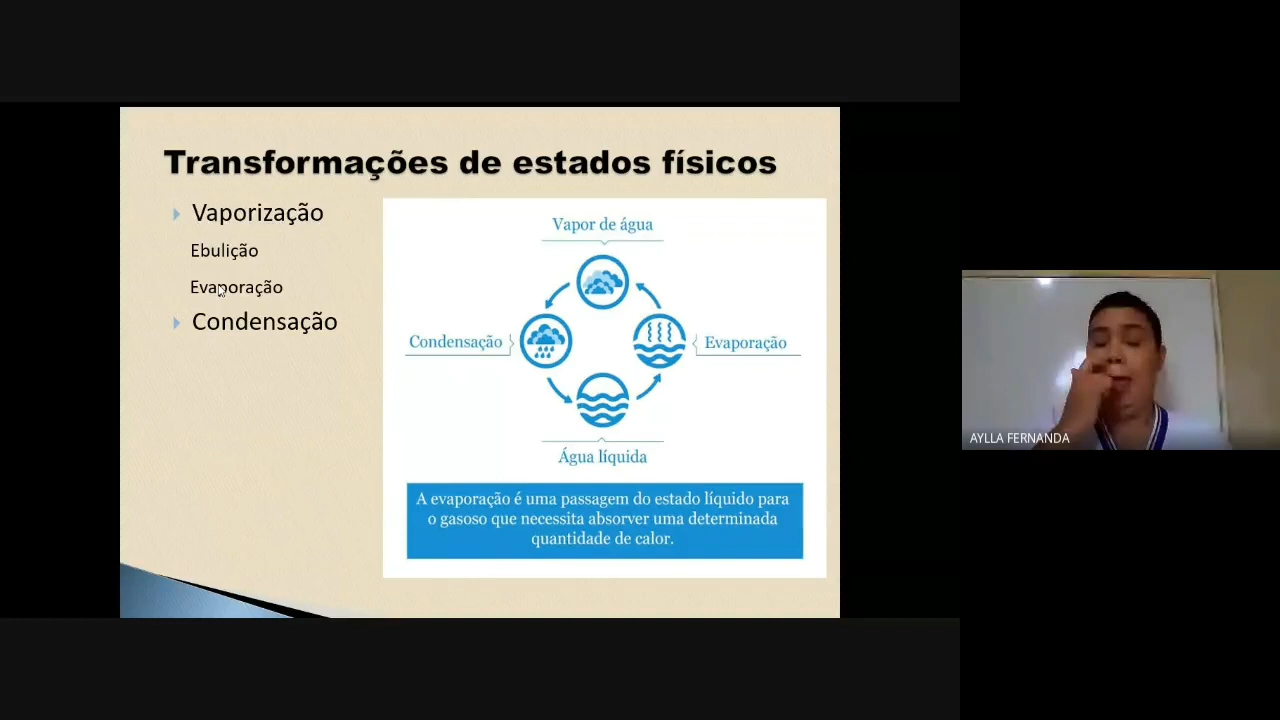 Transformações de estados físicos
Vaporização
Ebulição
Evaporação
Condensação
Vapor de água
Condensação
Evaporação
Água líquida
A evaporação é uma passagem do estado líquido para
o gasoso que necessita absorver uma determinada
quantidade de calor.
AYLLA FERNANDA